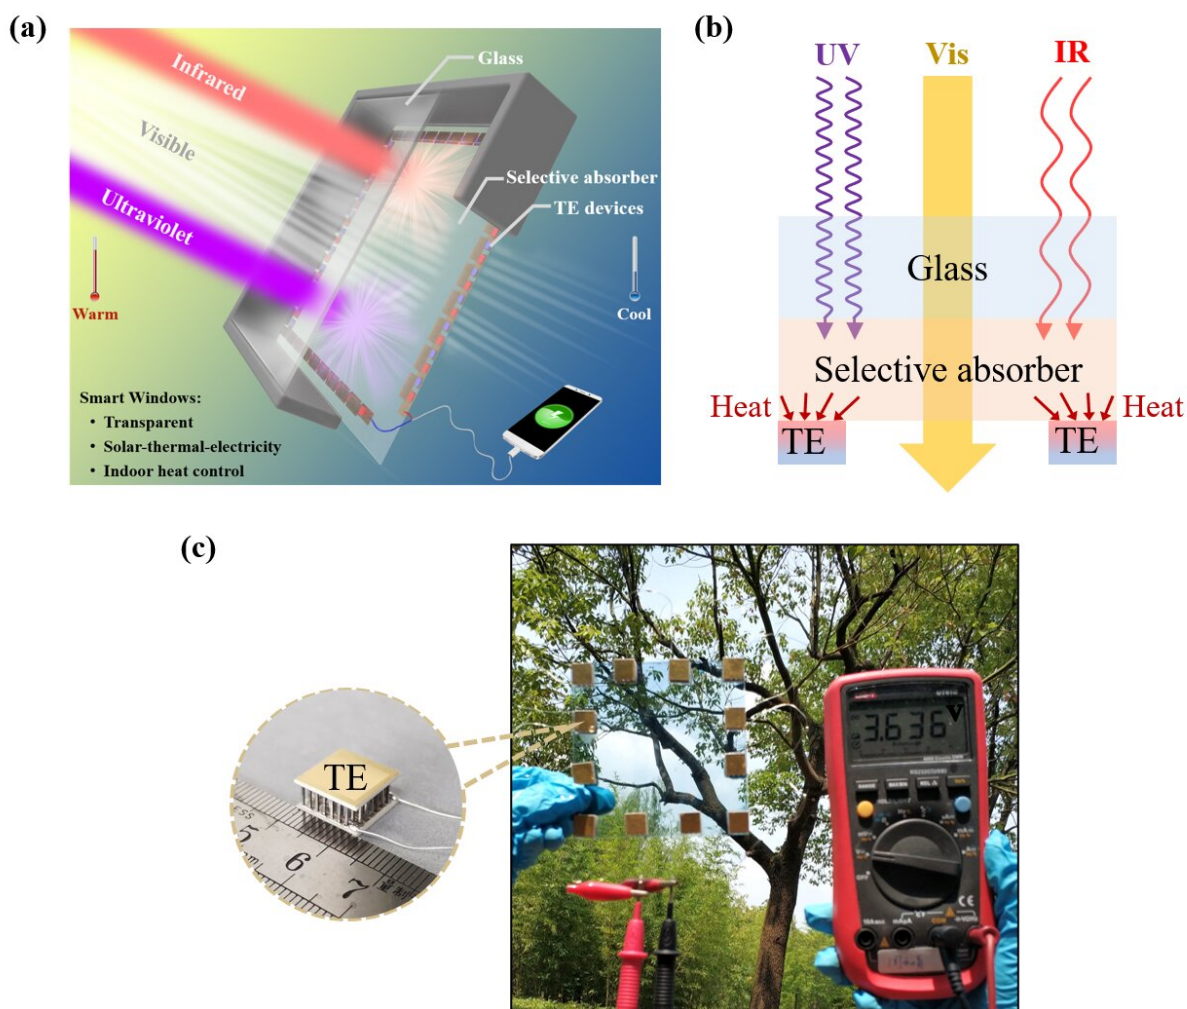 (a)
Infrared
Visible
Ultraviolet
Glass
Selective absorber
TE devices
Warm
Cool
Smart Windows:
• Transparent
• Solar-thermal-electricity
• Indoor heat control
(b)
UV
Vis
IR
Glass
Selective absorber
Heat
Heat
TE
TE
(c)
TE
5
6
7
3.636
V
CE
COM